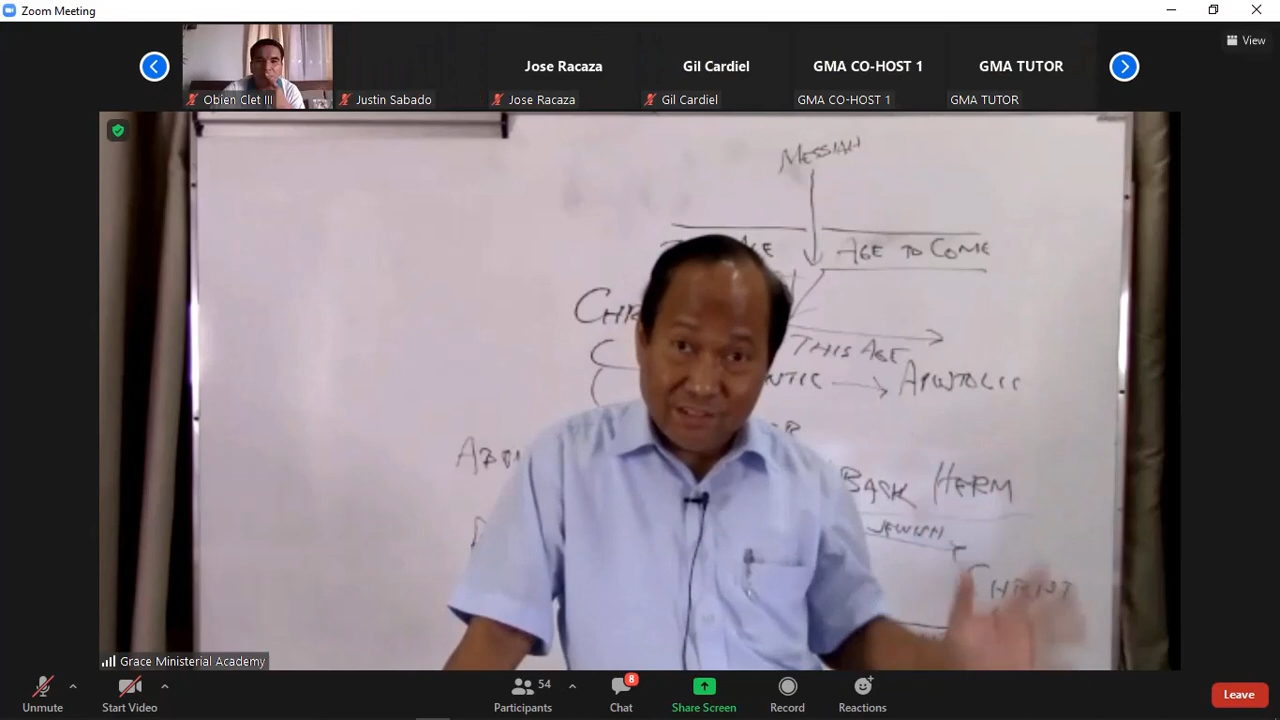 Zoom Meeting
View
Jose Racaza
Gil Cardiel
GMA CO-HOST 1
GMA TUTOR
Obien Clet III
Justin Sabado
Jose Racaza
Gil Cardiel
GMA CO-HOST 1
GMA TUTOR
MESSIAH
AGE TO COME
THIS AGE
APOSTOLIC
HERM
JEWISH
CHRIST
Grace Ministerial Academy
Unmute
Start Video
54
Participants
8
Chat
Share Screen
Record
Reactions
Leave